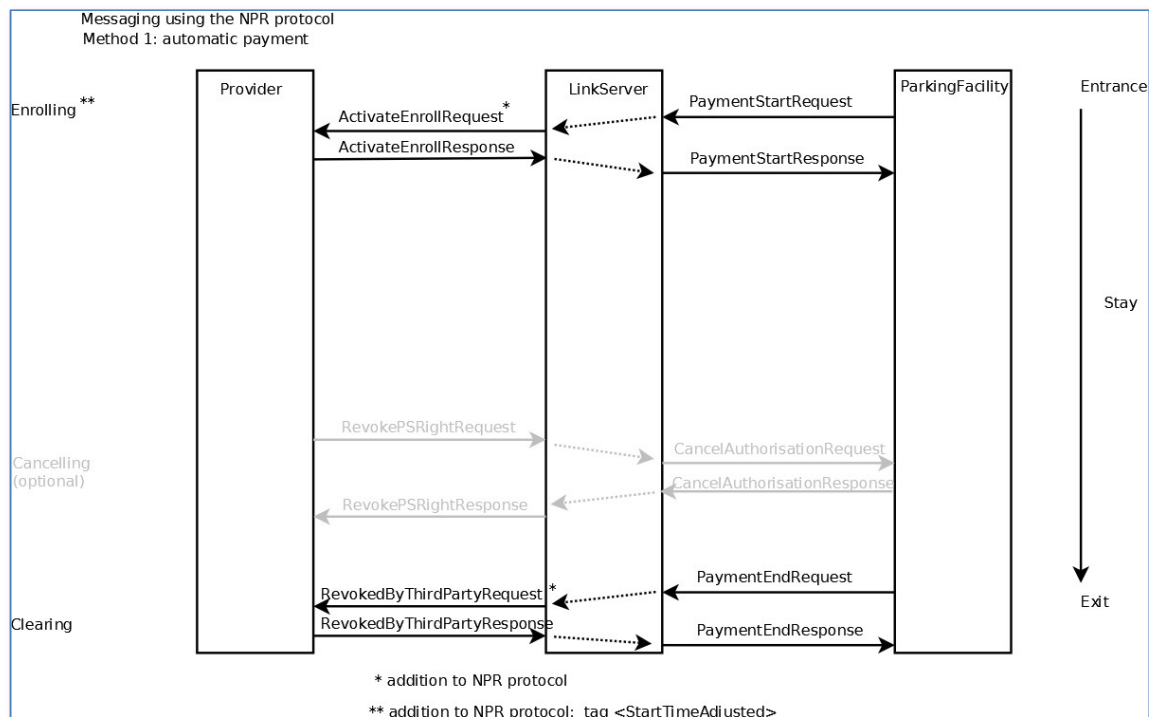 Messaging using the NPR protocol
Method 1: automatic payment
Provider
LinkServer
ParkingFacility
Entrance
Enrolling **
ActivateEnrollRequest *
PaymentStartRequest
ActivateEnrollResponse
PaymentStartResponse
Stay
RevokePSRightRequest
CancelAuthorisationRequest
Cancelling
(optional)
CancelAuthorisationResponse
RevokePSRightResponse
PaymentEndRequest
RevokedByThirdPartyRequest *
Exit
Clearing
RevokedByThirdPartyResponse
PaymentEndResponse
* addition to NPR protocol
** addition to NPR protocol: tag <StartTimeAdjusted>